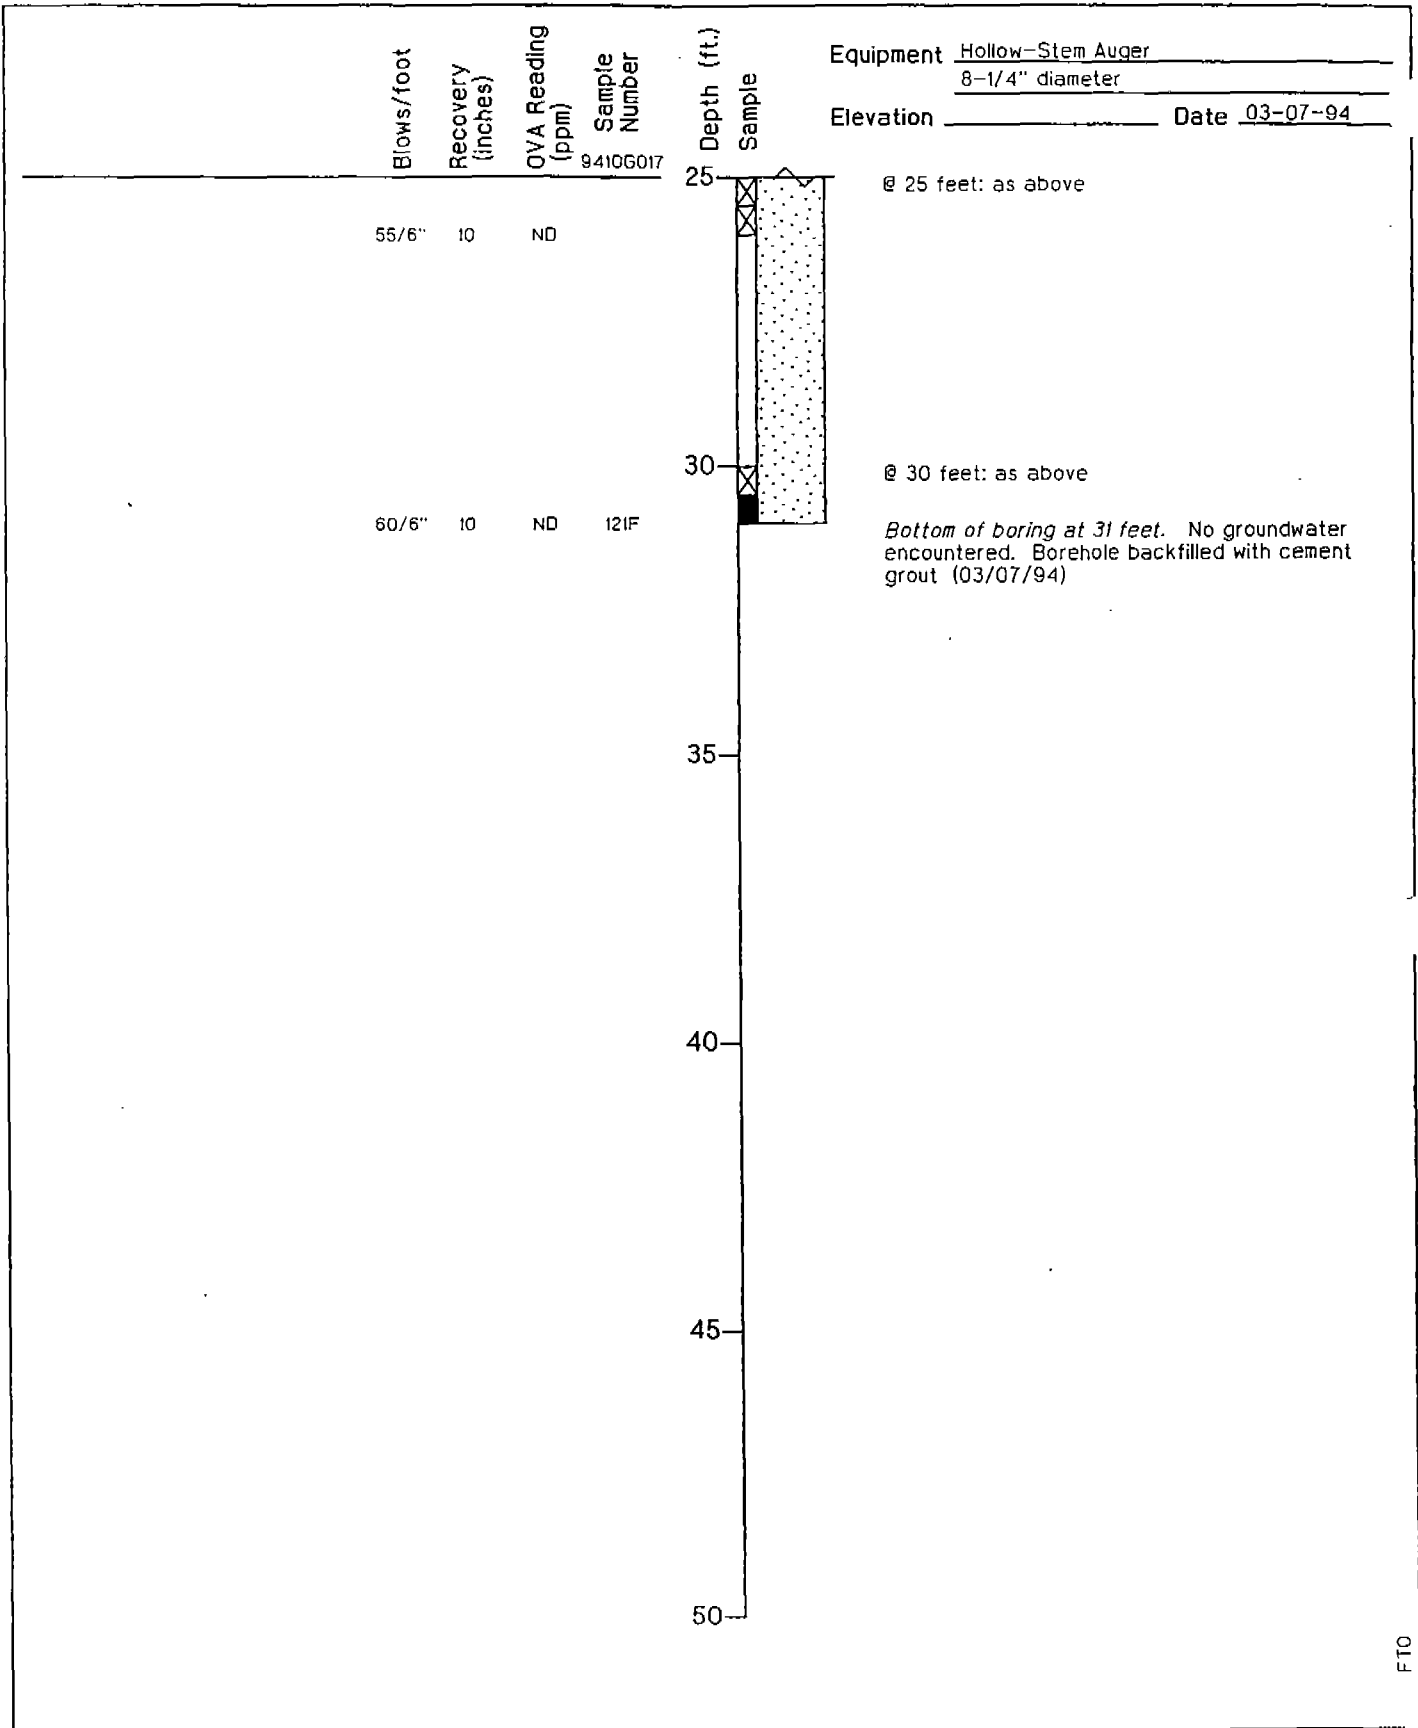 Blows/foot
Recovery
(inches)
OVA Reading
(ppm)
Sample
Number
9410G017
Depth (ft.)
Sample
Equipment Hollow-Stem Auger
8-1/4" diameter
Elevation
Date 03-07-94
25
@ 25 feet: as above
55/6" 10 ND
30
@ 30 feet: as above
60/6" 10 ND 121F
Bottom of boring at 31 feet. No groundwater
encountered. Borehole backfilled with cement
grout (03/07/94)
35
40
45
50
FTO